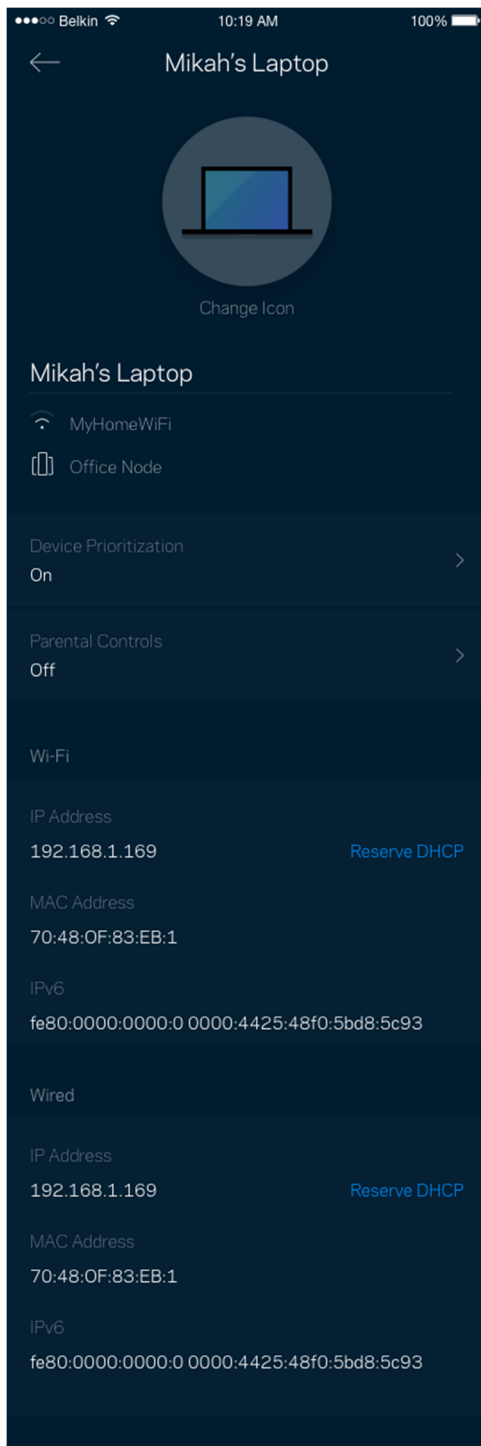 Belkin 10:19 AM 100%
Mikah's Laptop
Change Icon
Mikah's Laptop
MyHomeWiFi
Office Node
Device Prioritization
On
Parental Controls
Off
Wi-Fi
IP Address
192.168.1.169 Reserve DHCP
MAC Address
70:48:0F:83:EB:1
IPv6
fe80:0000:0000:0 0000:4425:48f0:5bd8:5c93
Wired
IP Address
192.168.1.169 Reserve DHCP
MAC Address
70:48:0F:83:EB:1
IPv6
fe80:0000:0000:0 0000:4425:48f0:5bd8:5c93